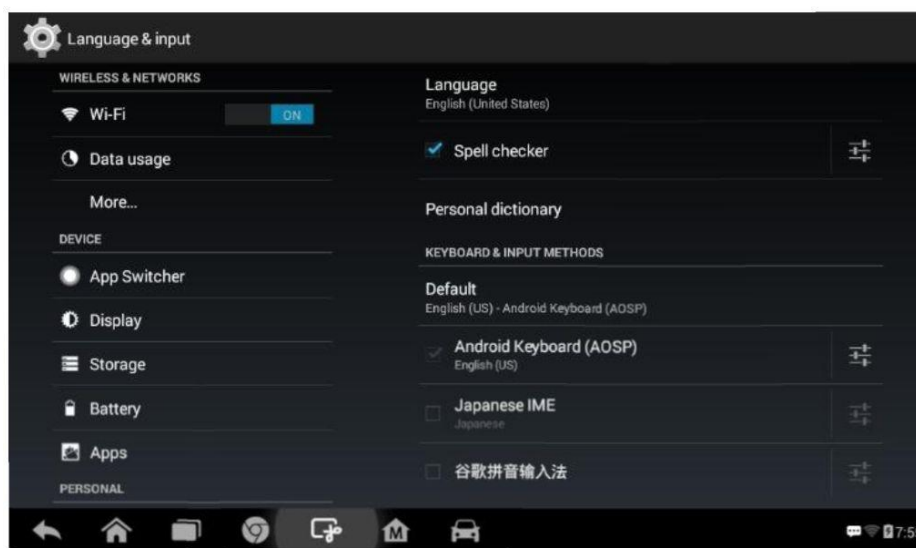 Language & input
WIRELESS & NETWORKS
Wi-Fi
ON
Data usage
More...
DEVICE
App Switcher
Display
Storage
Battery
Apps
PERSONAL
Language
English (United States)
Spell checker
Personal dictionary
KEYBOARD & INPUT METHODS
Default
English (US) - Android Keyboard (AOSP)
Android Keyboard (AOSP)
English (US)
Japanese IME
Japanese
谷歌拼音输入法
M